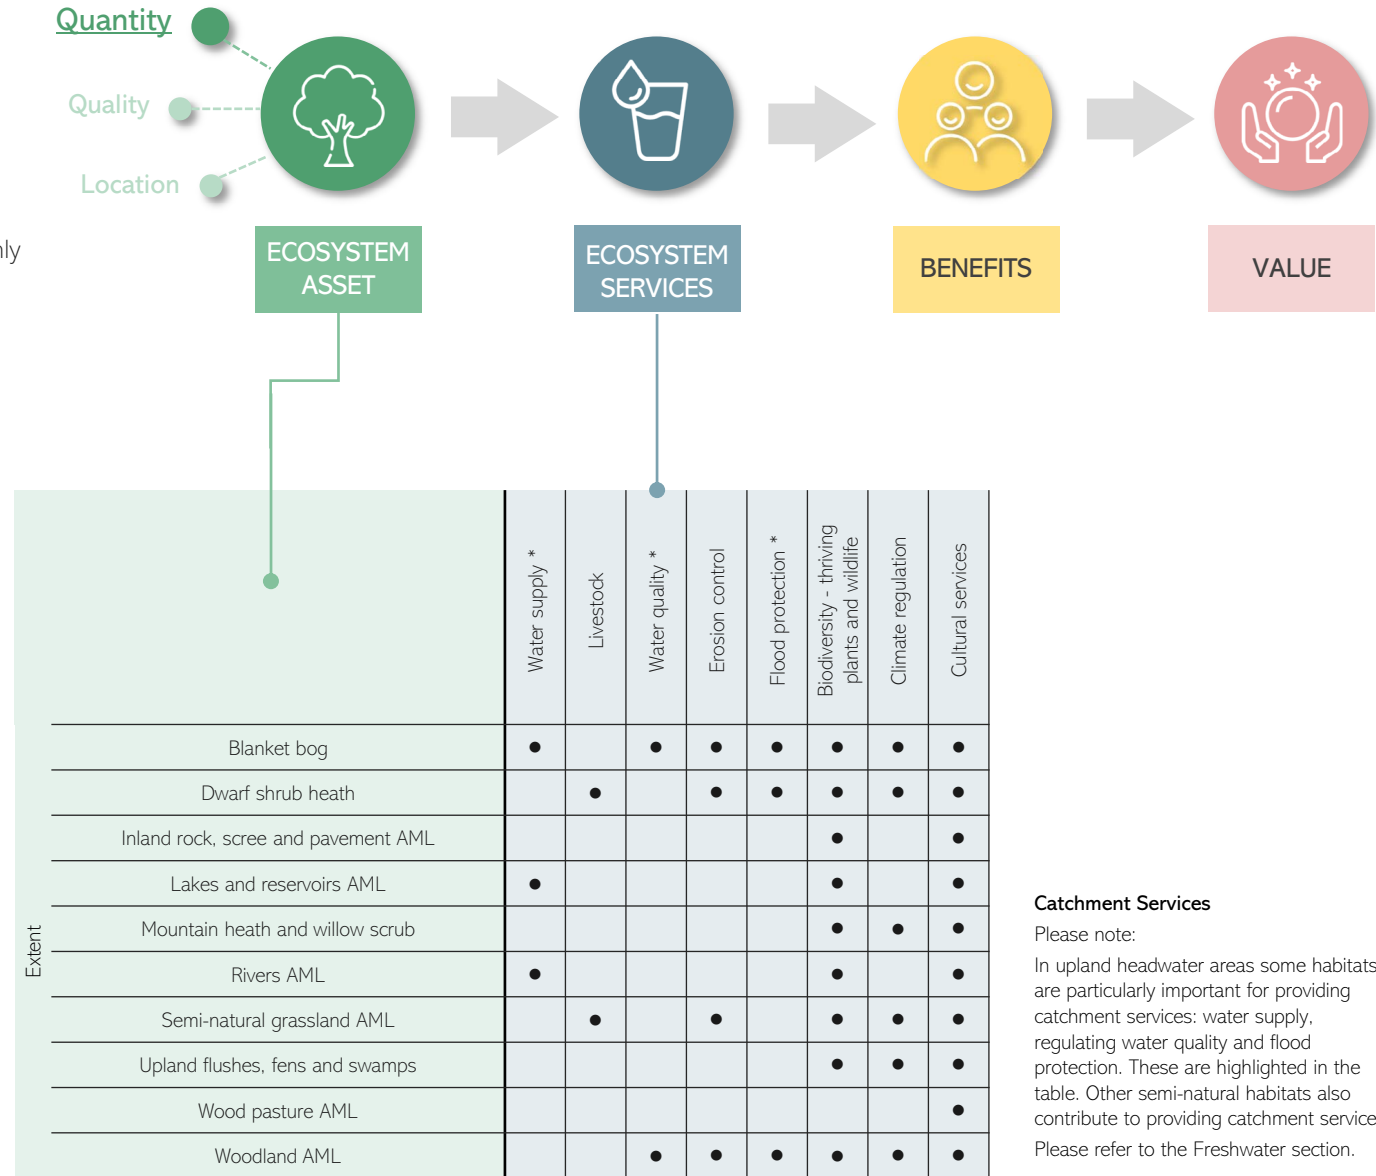 Quantity
Quality
Location
ECOSYSTEM
ASSET
ECOSYSTEM
SERVICES
BENEFITS
VALUE
Water supply *
Livestock
Water quality *
Erosion control
Flood protection *
Biodiversity - thriving
plants and wildlife
Climate regulation
Cultural services
Extent
Blanket bog
Dwarf shrub heath
Inland rock, scree and pavement AML
Lakes and reservoirs AML
Mountain heath and willow scrub
Rivers AML
Semi-natural grassland AML
Upland flushes, fens and swamps
Wood pasture AML
Woodland AML
Catchment Services
Please note:
In upland headwater areas some habitats
are particularly important for providing
catchment services: water supply,
regulating water quality and flood
protection. These are highlighted in the
table. Other semi-natural habitats also
contribute to providing catchment service
Please refer to the Freshwater section.